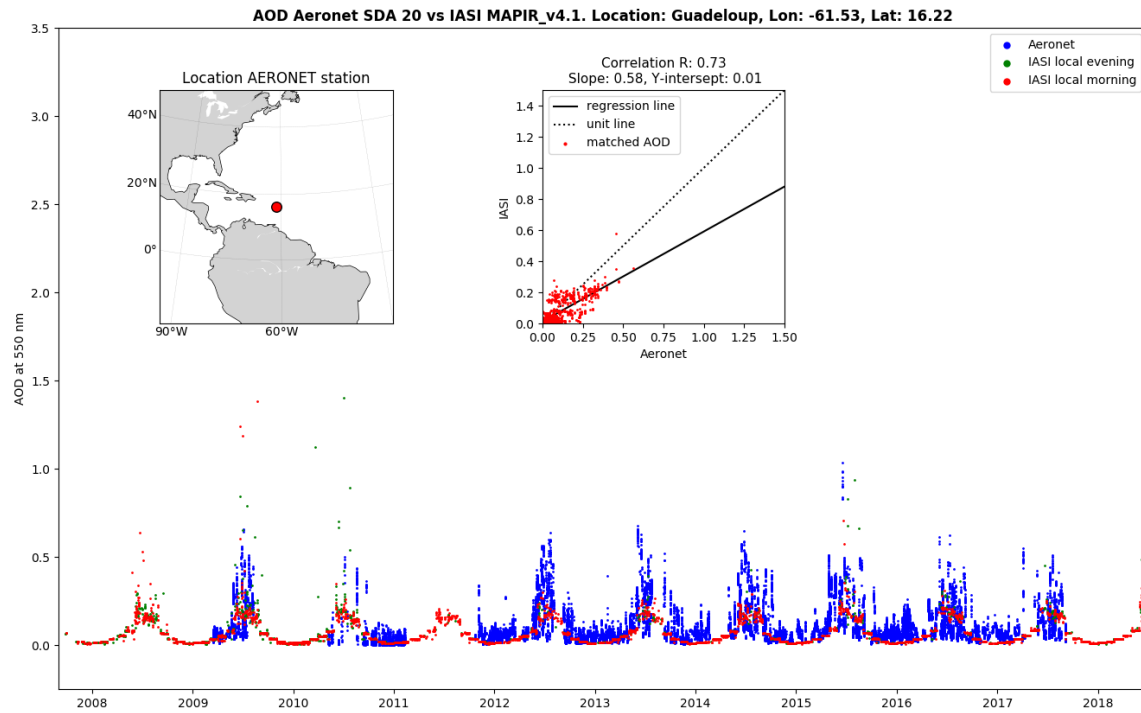 AOD Aeronet SDA 20 vs IASI MAPIR_v4.1. Location: Guadeloup, Lon: -61.53, Lat: 16.22
3.5
3.0
2.5
2.0
1.5
1.0
0.5
0.0
AOD at 550 nm
2008 2009 2010 2011 2012 2013 2014 2015 2016 2017 2018
Aeronet
IASI local evening
IASI local morning
Location AERONET station
40°N
20°N
0°
90°W 60°W
Correlation R: 0.73
Slope: 0.58, Y-intersept: 0.01
regression line
unit line
matched AOD
1.4
1.2
1.0
0.8
0.6
0.4
0.2
0.0
IASI
0.00 0.25 0.50 0.75 1.00 1.25 1.50
Aeronet